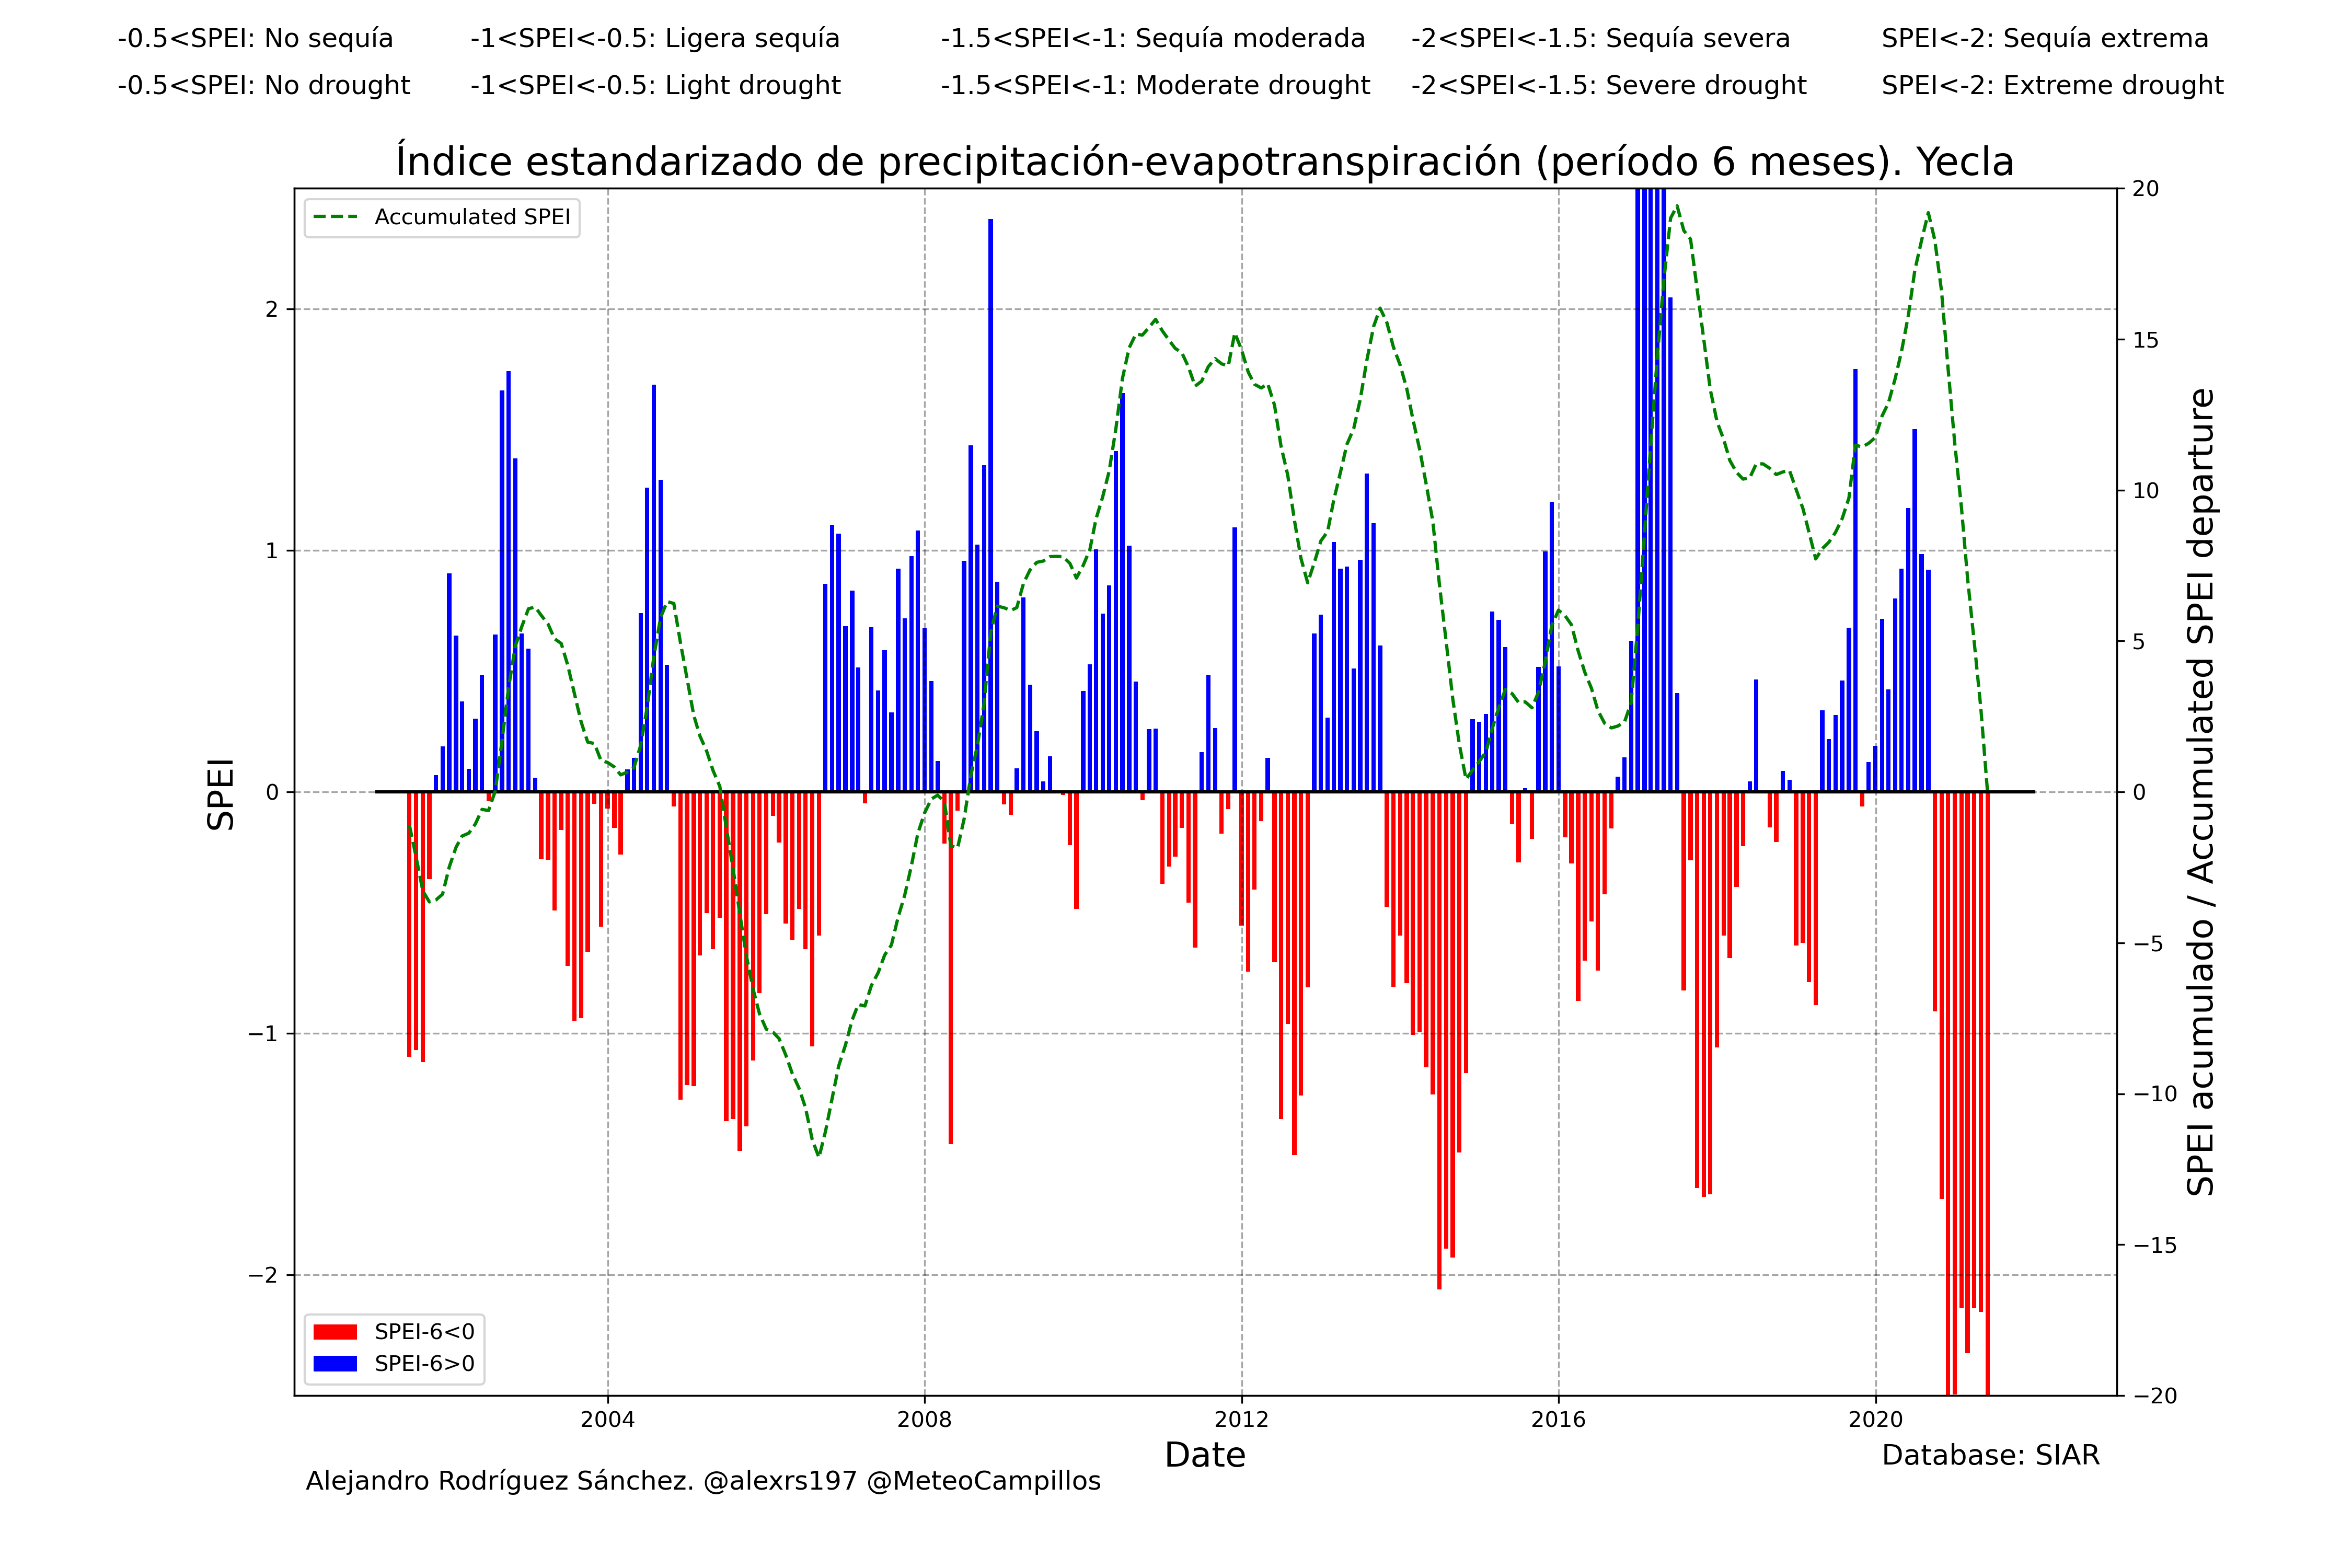 -0.5<SPEI: No sequía -1<SPEI<-0.5: Ligera sequía -1.5<SPEI<-1: Sequía moderada -2<SPEI<-1.5: Sequía severa SPEI<-2: Sequía extrema
-0.5<SPEI: No drought -1<SPEI<-0.5: Light drought -1.5<SPEI<-1: Moderate drought -2<SPEI<-1.5: Severe drought SPEI<-2: Extreme drought
Índice estandarizado de precipitación-evapotranspiración (período 6 meses). Yecla
Accumulated SPEI
SPEI
2
1
0
−1
−2
20
15
10
5
0
−5
−10
−15
−20
SPEI acumulado / Accumulated SPEI departure
SPEI-6<0
SPEI-6>0
2004 2008 2012 2016 2020
Date
Database: SIAR
Alejandro Rodríguez Sánchez. @alexrs197 @MeteoCampillos